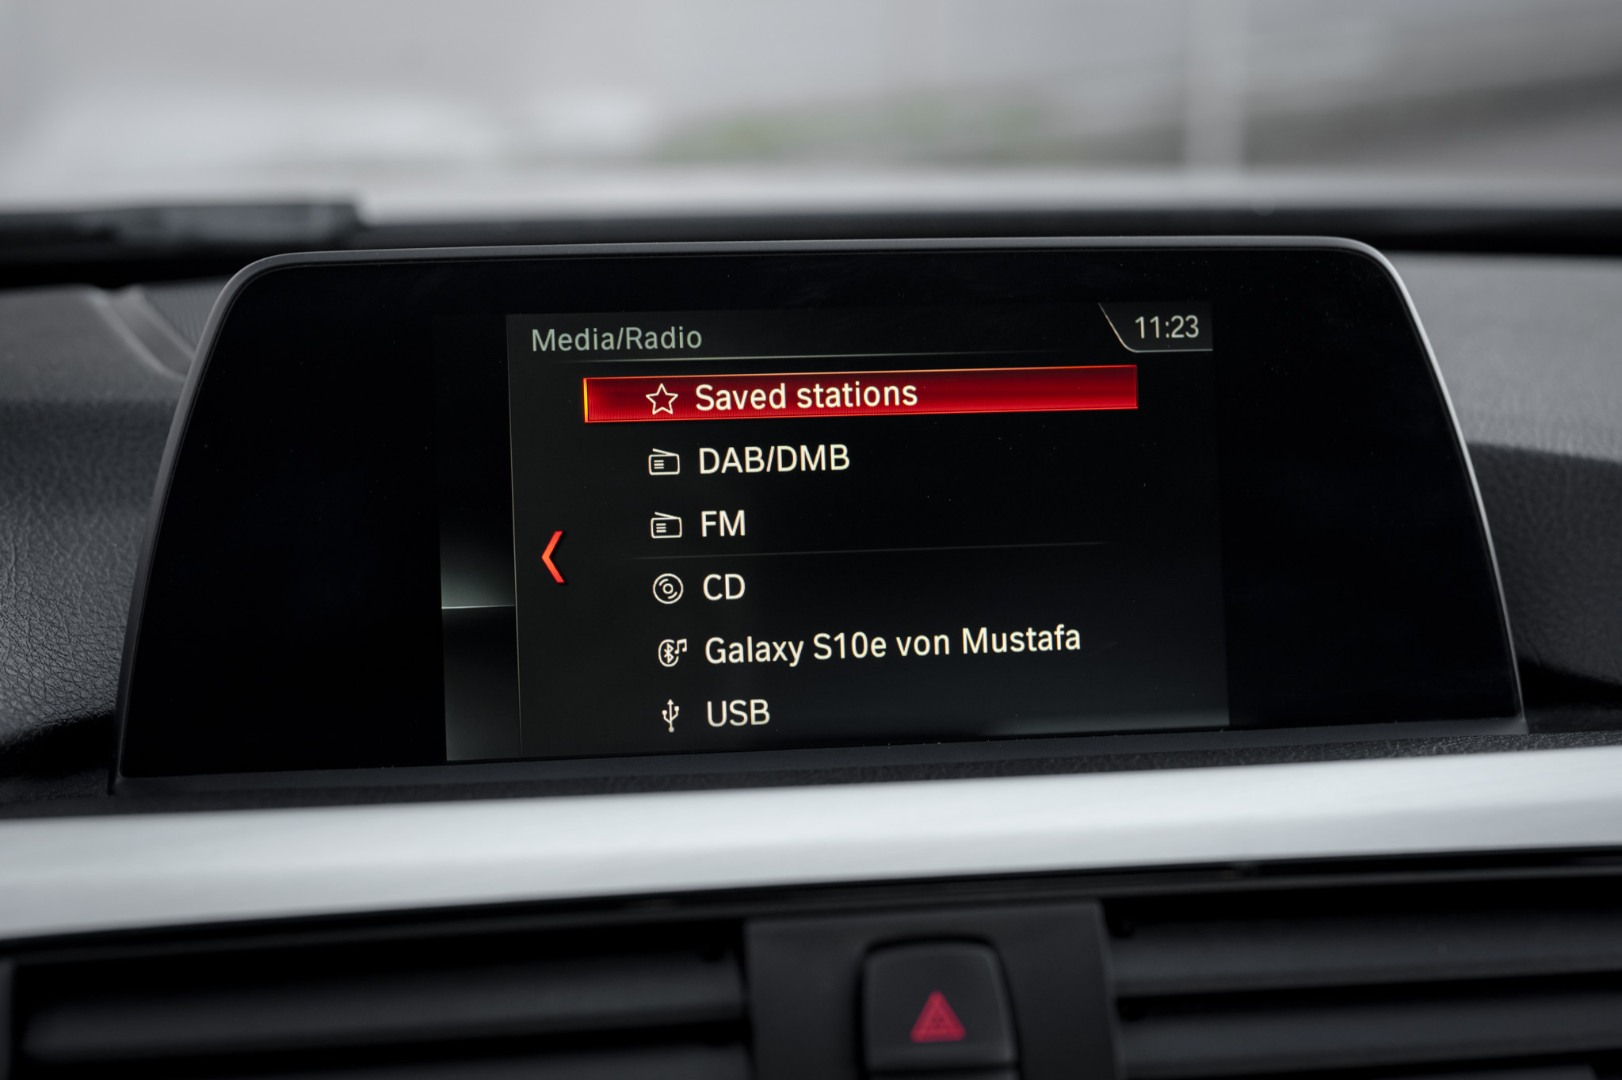 Media/Radio
11:23
Saved stations
DAB/DMB
FM
CD
Galaxy S10e von Mustafa
USB